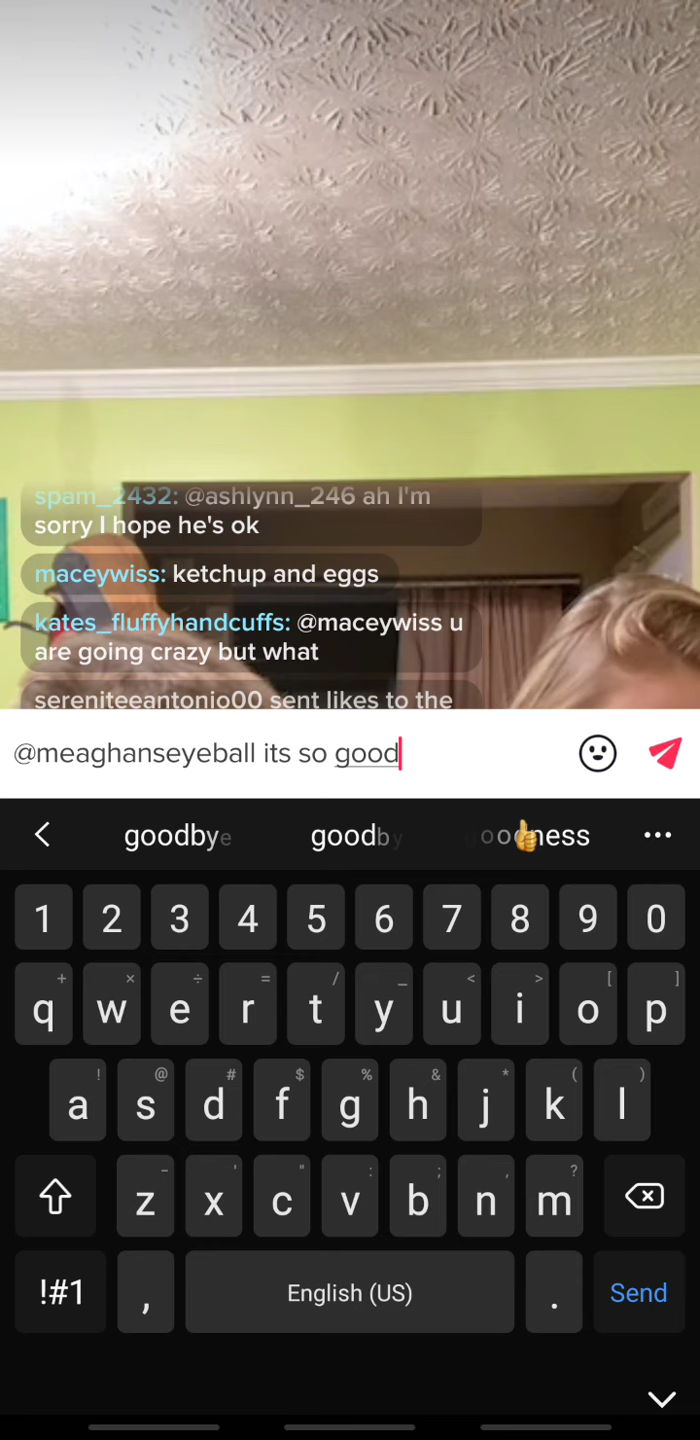 spam_2432: @ashlynn_246 ah I'm
sorry I hope he's ok
maceywiss: ketchup and eggs
kates_fluffyhandcuffs: @maceywiss u
are going crazy but what
sereniteeantonio00 sent likes to the
@meaghanseyeball its so good
goodbye goodby 👍
1 2 3 4 5 6 7 8 9 0
+ × ÷ = / _ < > [ ]
q w e r t y u i o p
! @ # $ % & * ( )
a s d f g h j k l
- ' " : ; , ?
z x c v b n m
!#1 , English (US) . Send